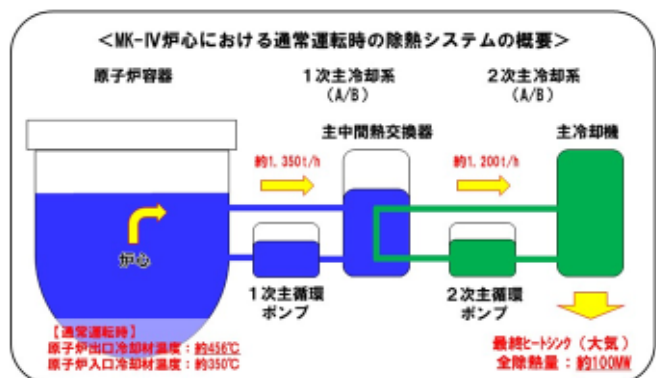 <MK-Ⅳ炉心における通常運転時の除熱システムの概要>
原子炉容器
1次主冷却系
(A/B)
2次主冷却系
(A/B)
主中間熱交換器
主冷却機
約1,350t/h
約1,200t/h
炉心
1次主循環
ポンプ
2次主循環
ポンプ
【通常運転時】
原子炉出口冷却材温度：約456℃
原子炉入口冷却材温度：約350℃
最終ヒートシンク（大気）
全除熱量：約100MW